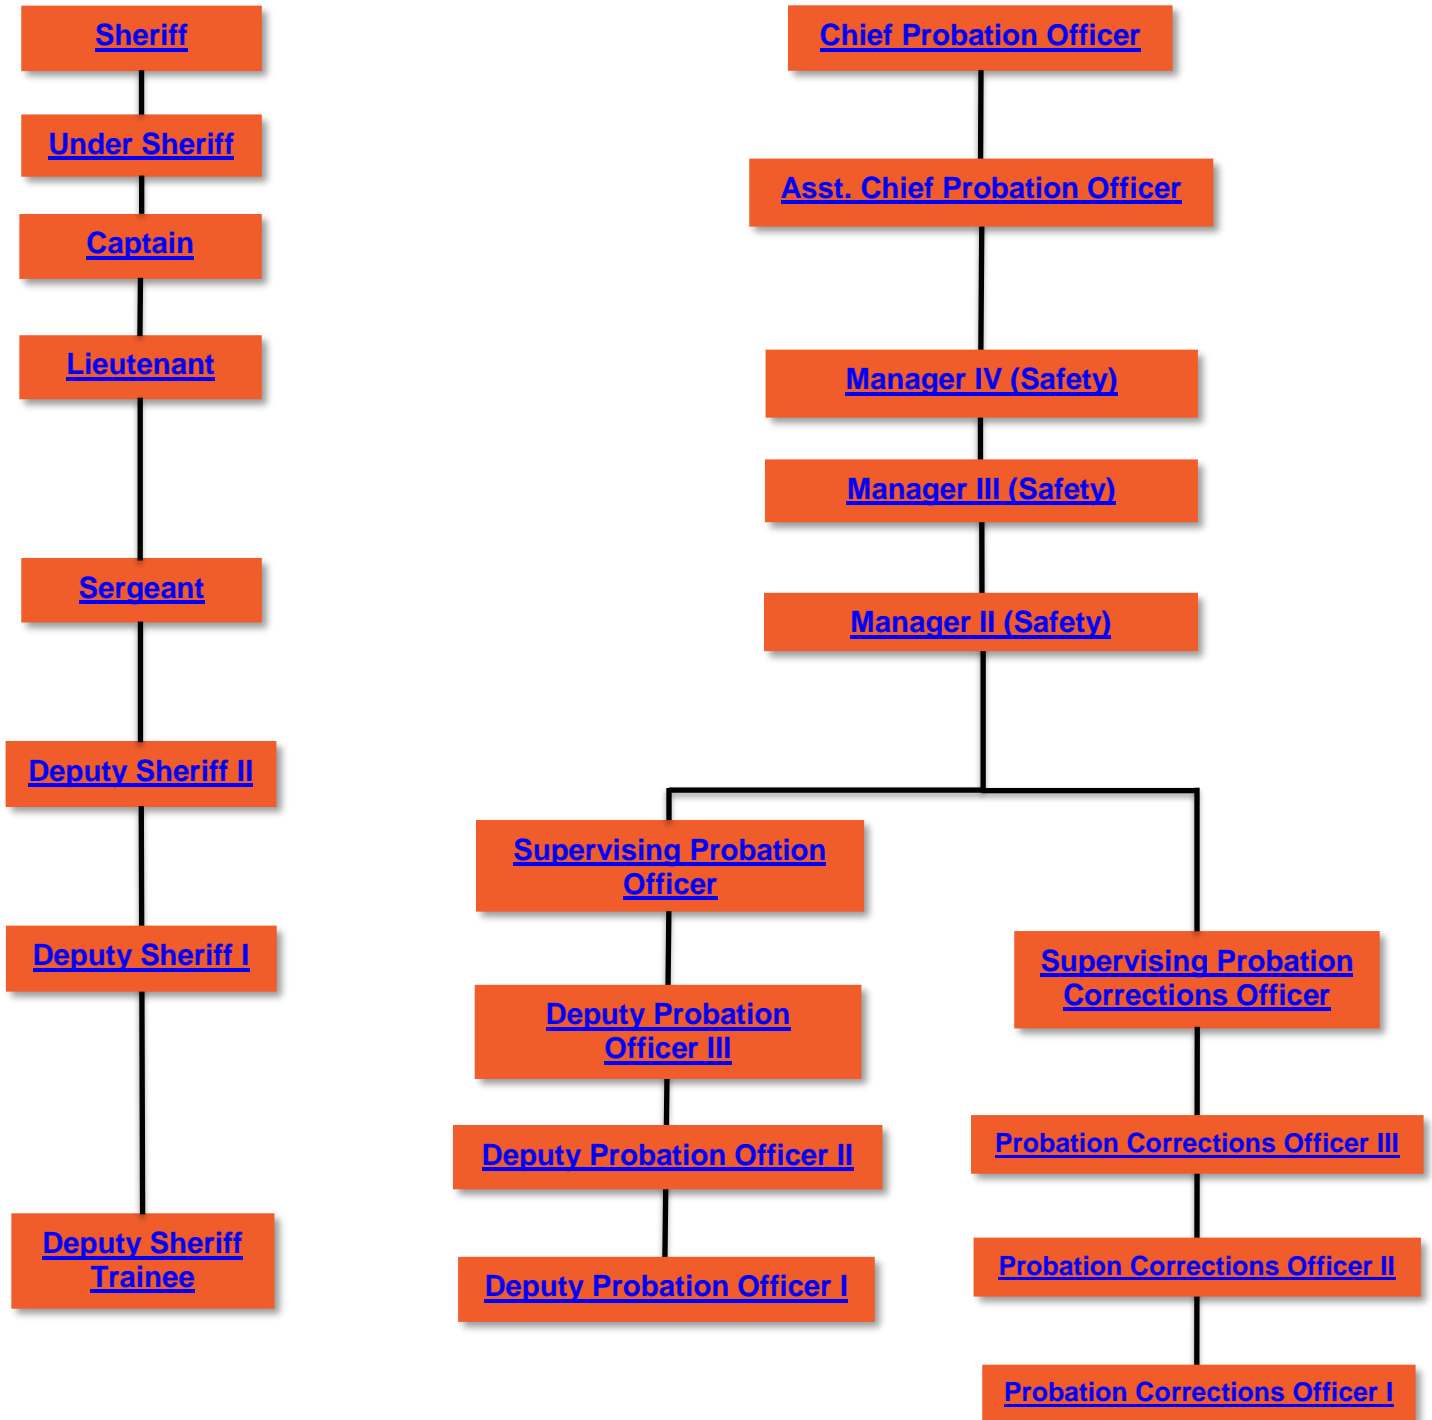 Sheriff
Under Sheriff
Captain
Lieutenant
Sergeant
Deputy Sheriff II
Deputy Sheriff I
Deputy Sheriff
Trainee
Chief Probation Officer
Asst. Chief Probation Officer
Manager IV (Safety)
Manager III (Safety)
Manager II (Safety)
Supervising Probation
Officer
Deputy Probation
Officer III
Deputy Probation Officer II
Deputy Probation Officer I
Supervising Probation
Corrections Officer
Probation Corrections Officer III
Probation Corrections Officer II
Probation Corrections Officer I